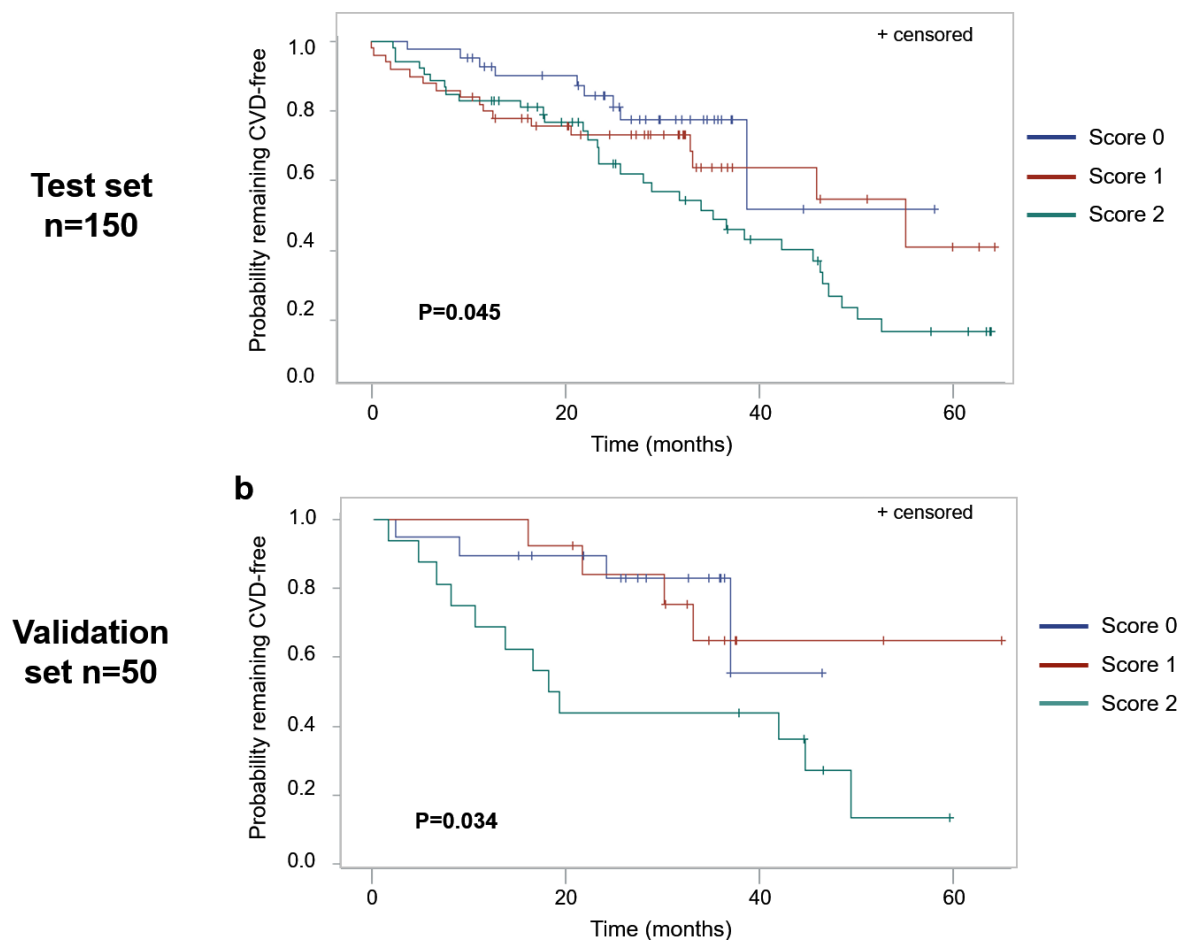 + censored
1.0
0.8
0.6
0.4
0.2
0.0
Probability remaining CVD-free
Test set
n=150
P=0.045
Score 0
Score 1
Score 2
0 20 40 60
Time (months)
b
+ censored
1.0
0.8
0.6
0.4
0.2
0.0
Probability remaining CVD-free
Validation
set n=50
P=0.034
Score 0
Score 1
Score 2
0 20 40 60
Time (months)